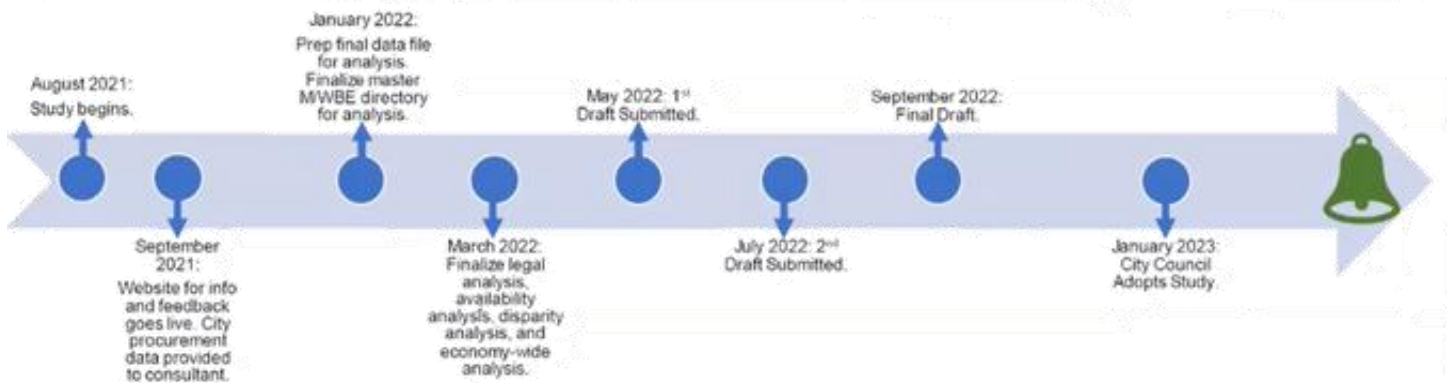 August 2021:
Study begins.
September
2021:
Website for info
and feedback
goes live. City
procurement
data provided
to consultant.
January 2022:
Prep final data file
for analysis.
Finalize master
M/WBE directory
for analysis.
March 2022:
Finalize legal
analysis,
availability
analysis, disparity
analysis, and
economy-wide
analysis.
May 2022: 1st
Draft Submitted.
July 2022: 2nd
Draft Submitted.
September 2022:
Final Draft.
January 2023:
City Council
Adopts Study.